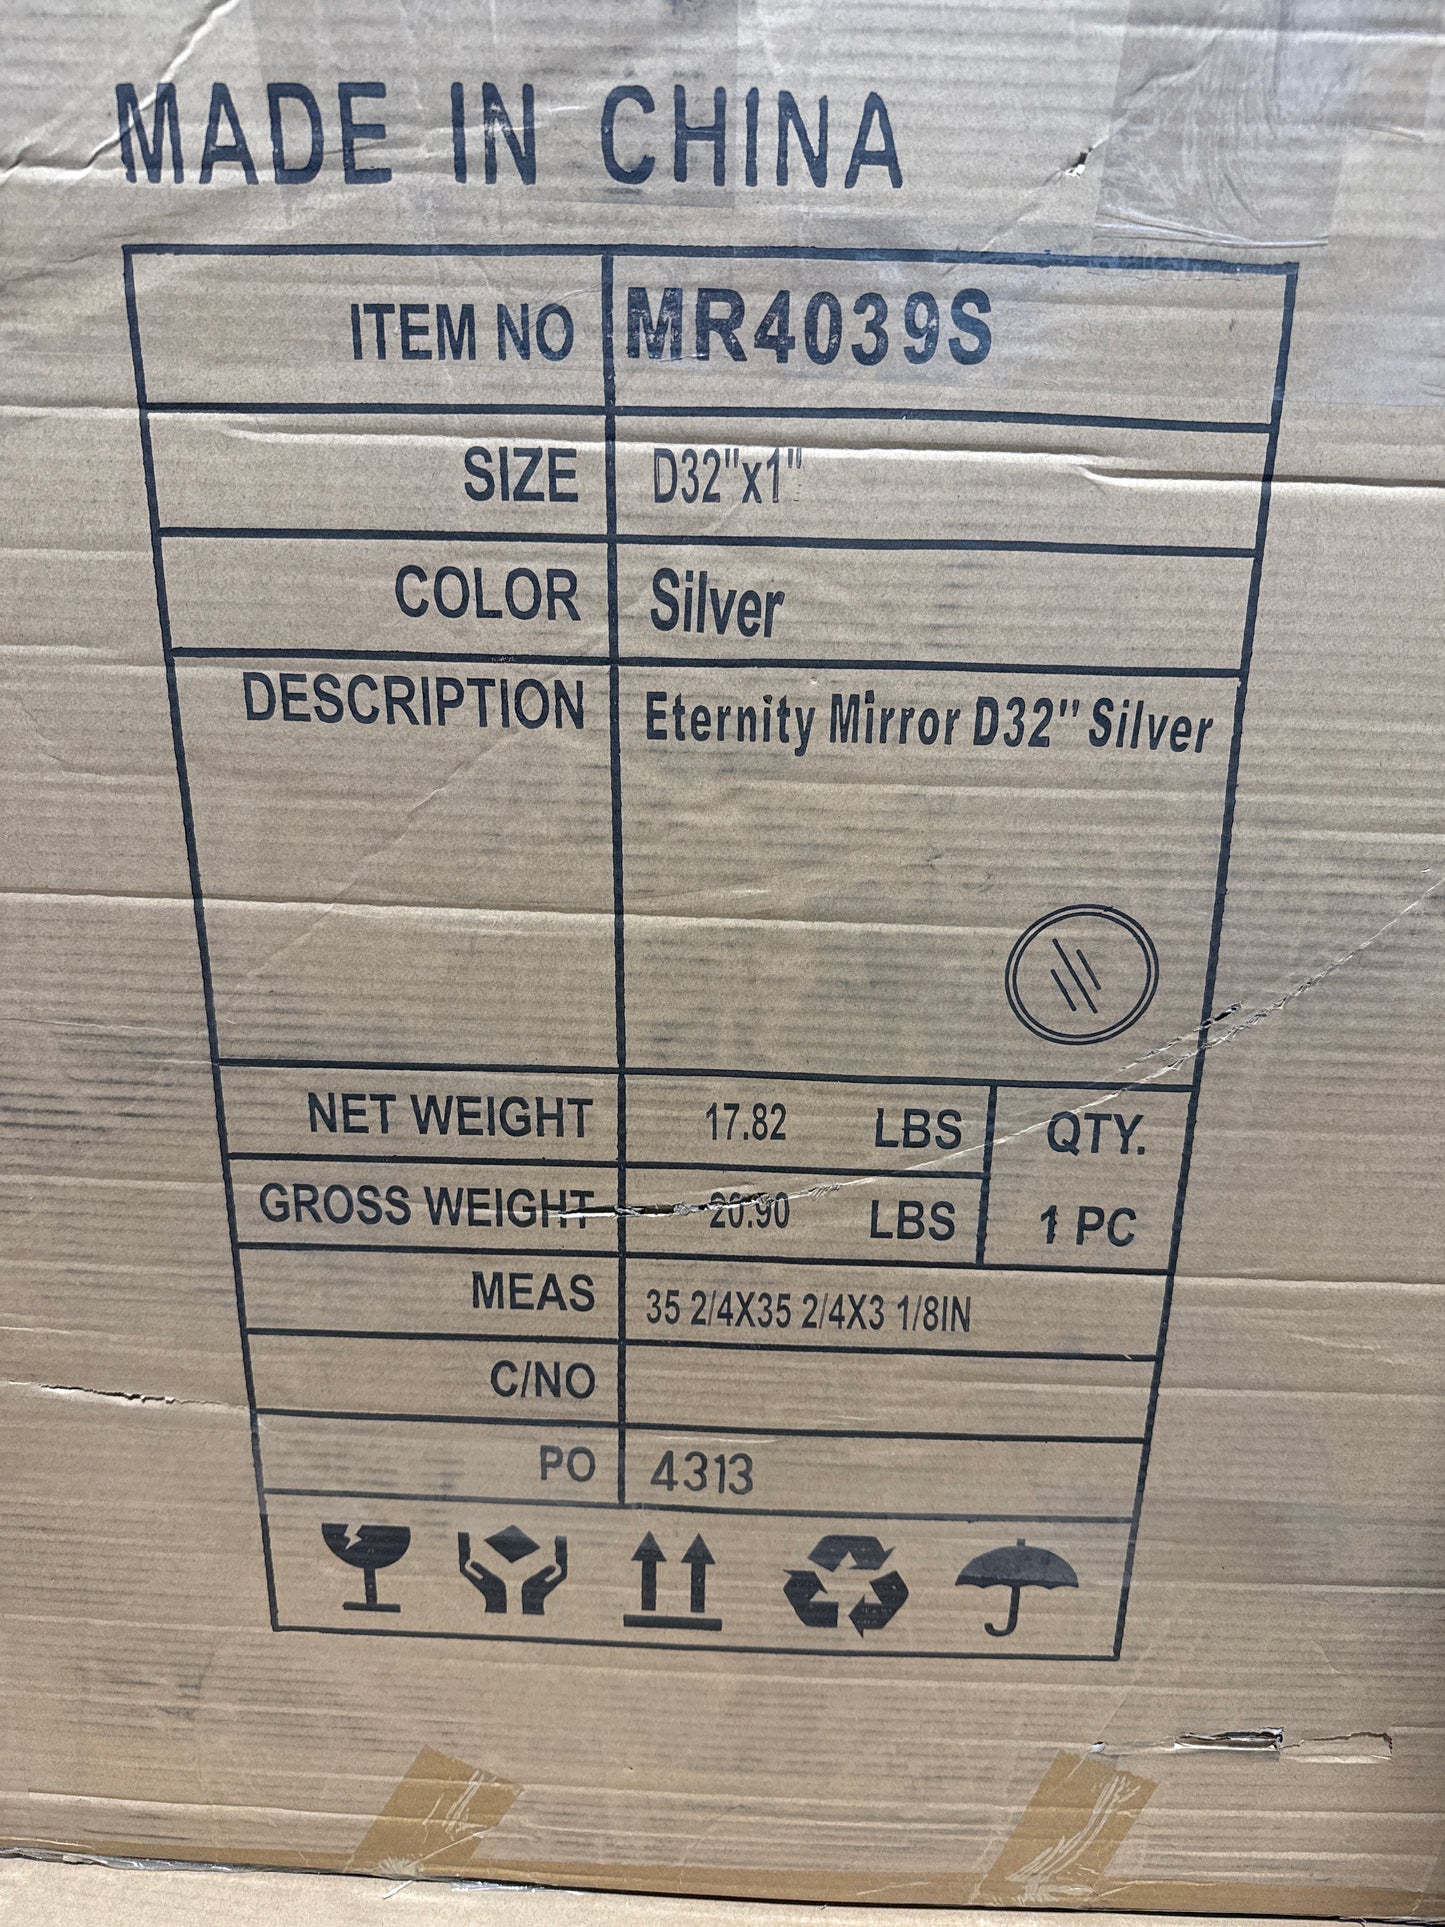 MADE IN CHINA
ITEM NO MR4039S
SIZE D32"x1"
COLOR Silver
DESCRIPTION Eternity Mirror D32" Silver
NET WEIGHT 17.82 LBS QTY.
GROSS WEIGHT 20.90 LBS 1 PC
MEAS 35 2/4X35 2/4X3 1/8IN
C/NO
PO 4313